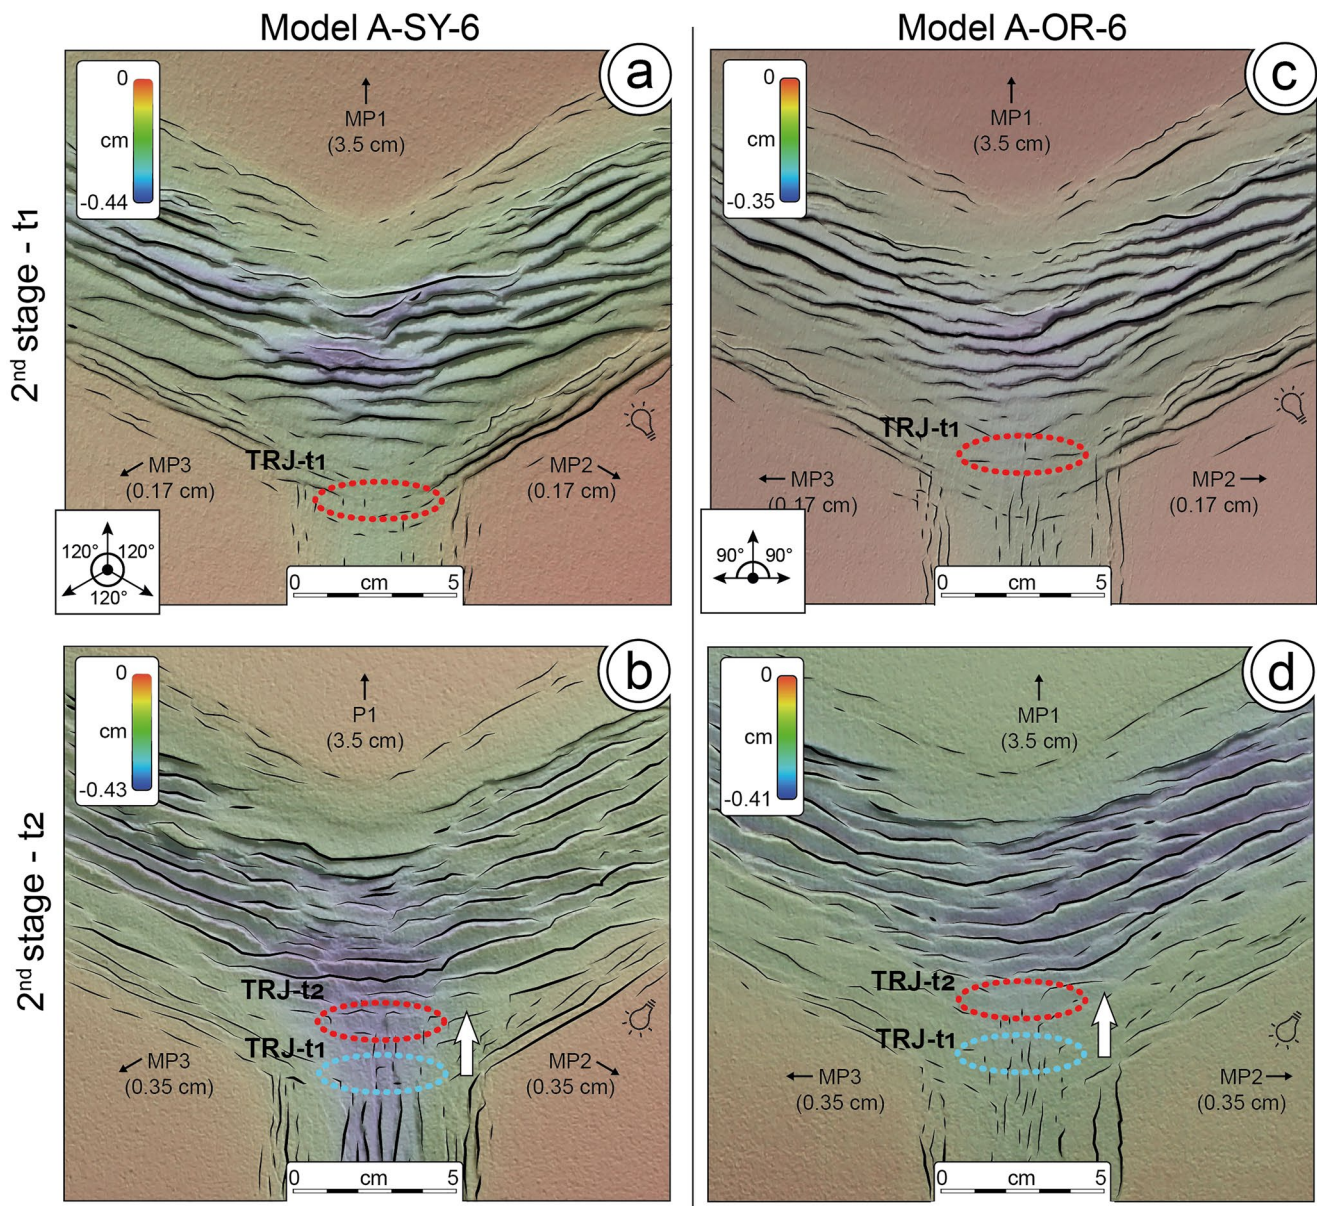 Model A-SY-6
Model A-OR-6
2nd stage - t1
a
0
cm
-0.44
MP1
(3.5 cm)
TRJ-t1
MP3
(0.17 cm)
MP2
(0.17 cm)
120° 120°
120°
0 cm 5
c
0
cm
-0.35
MP1
(3.5 cm)
TRJ-t1
MP3
(0.17 cm)
MP2
(0.17 cm)
90° 90°
0 cm 5
2nd stage - t2
b
0
cm
-0.43
P1
(3.5 cm)
TRJ-t2
TRJ-t1
MP3
(0.35 cm)
MP2
(0.35 cm)
0 cm 5
d
0
cm
-0.41
MP1
(3.5 cm)
TRJ-t2
TRJ-t1
MP3
(0.35 cm)
MP2
(0.35 cm)
0 cm 5